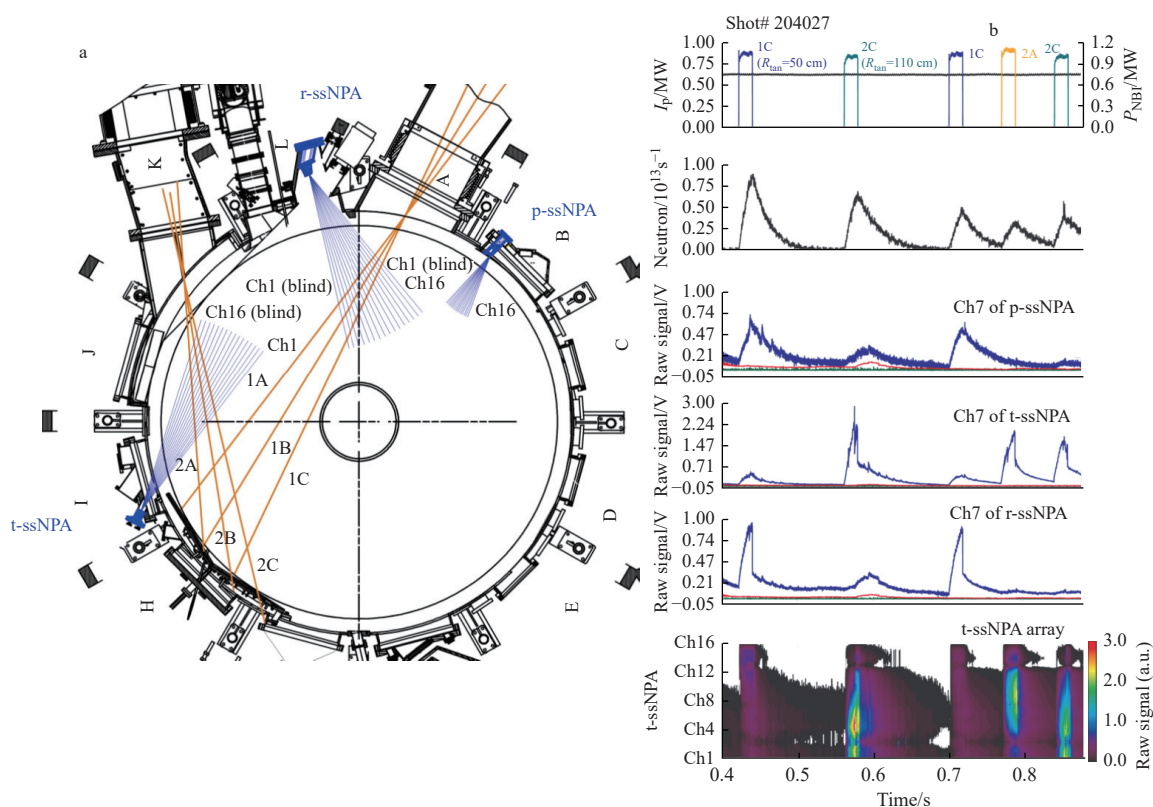 a
r-ssNPA
K
L
A
p-ssNPA
B
Ch1 (blind)
Ch1 (blind)
Ch16
Ch16
Ch16 (blind)
Ch1
J
C
1A
1B
2A
1C
I
t-ssNPA
D
2B
2C
H
E
Shot# 204027
b
1.00
0.75
0.50
0.25
0.00
Ip/MW
1C
(Rtan=50 cm)
2C
(Rtan=110 cm)
1C
2A
2C
1.2
0.9
0.6
0.3
0.0
PNBI/MW
1.00
0.75
0.50
0.25
0.00
Neutron/10¹³s⁻¹
Ch7 of p-ssNPA
1.00
0.74
0.47
0.21
−0.05
Raw signal/V
Ch7 of t-ssNPA
3.00
2.24
1.47
0.71
−0.05
Raw signal/V
Ch7 of r-ssNPA
1.00
0.74
0.47
0.21
−0.05
Raw signal/V
t-ssNPA array
Ch16
Ch12
Ch8
Ch4
Ch1
t-ssNPA
3.0
2.0
1.0
0.0
Raw signal (a.u.)
0.4 0.5 0.6 0.7 0.8
Time/s